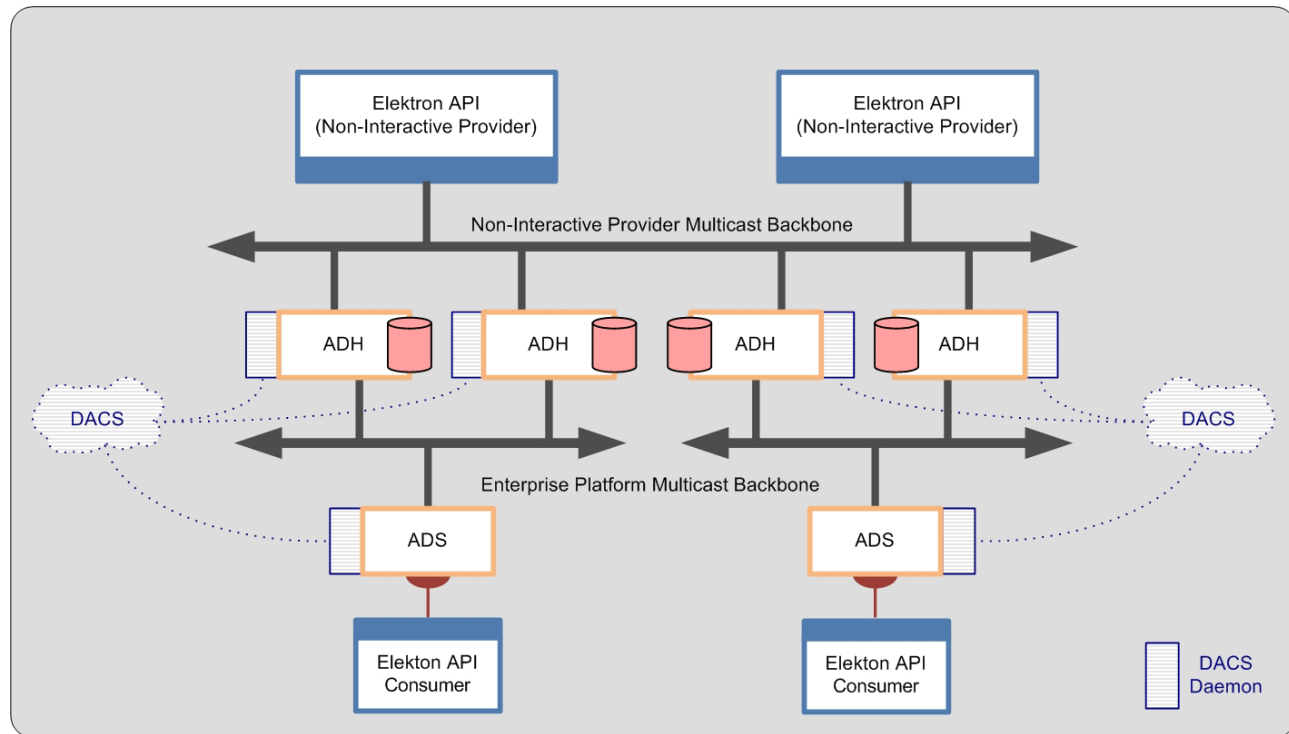 Elektron API
(Non-Interactive Provider)
Elektron API
(Non-Interactive Provider)
Non-Interactive Provider Multicast Backbone
ADH
ADH
ADH
ADH
DACS
DACS
Enterprise Platform Multicast Backbone
ADS
ADS
Elekton API
Consumer
Elekton API
Consumer
DACS
Daemon